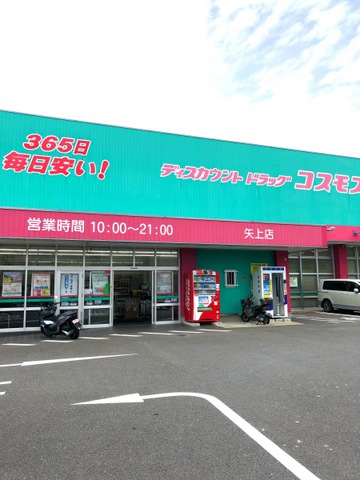 365日
毎日安い!
ディスカウント ドラッグ コスモス
営業時間 10:00〜21:00
矢上店